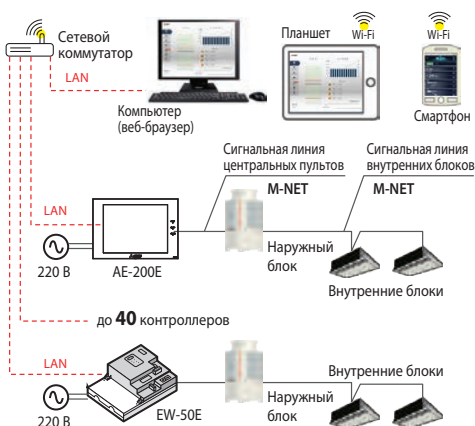 Сетевой
коммутатор
LAN
Компьютер
(веб-браузер)
Планшет
Wi-Fi
Wi-Fi
Смартфон
Сигнальная линия
центральных пультов
M-NET
Сигнальная линия
внутренних блоков
M-NET
LAN
220 В
AE-200E
Наружный
блок
Внутренние блоки
до 40 контроллеров
LAN
220 В
EW-50E
Наружный
блок
Внутренние блоки